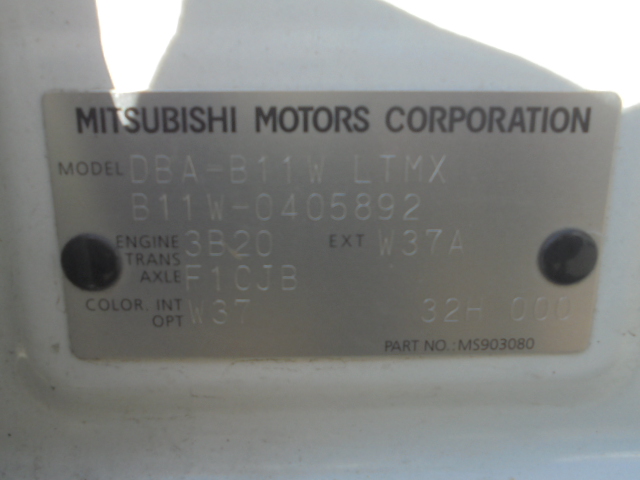 MITSUBISHI MOTORS CORPORATION
MODEL DBA-B11W LTMX
B11W-0405892
ENGINE 3B20 EXT W37A
TRANS
AXLE F1CJB
COLOR. INT W37 32H 000
OPT
PART NO.:MS903080